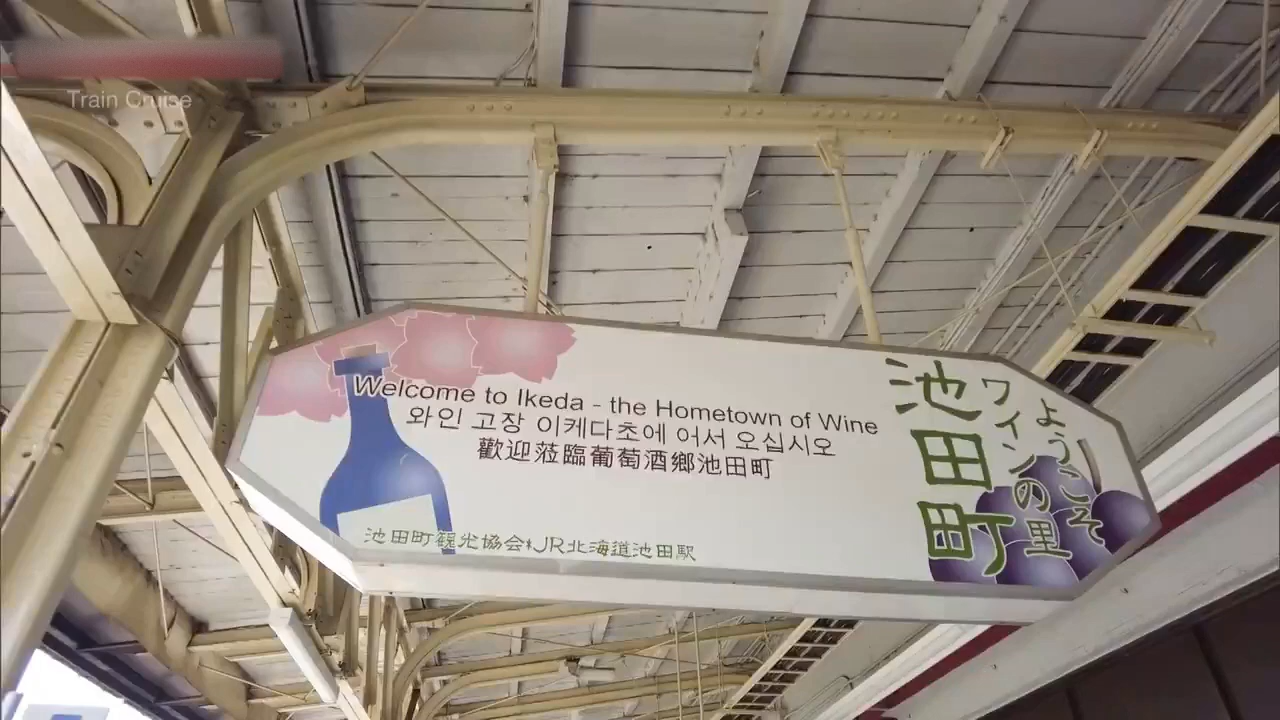 Train Cruise
Welcome to Ikeda - the Hometown of Wine
와인 고장 이케다초에 어서 오십시오
歡迎蒞臨葡萄酒鄉池田町
ようこそ
ワインの里
池田町
池田町観光協会・JR北海道池田駅